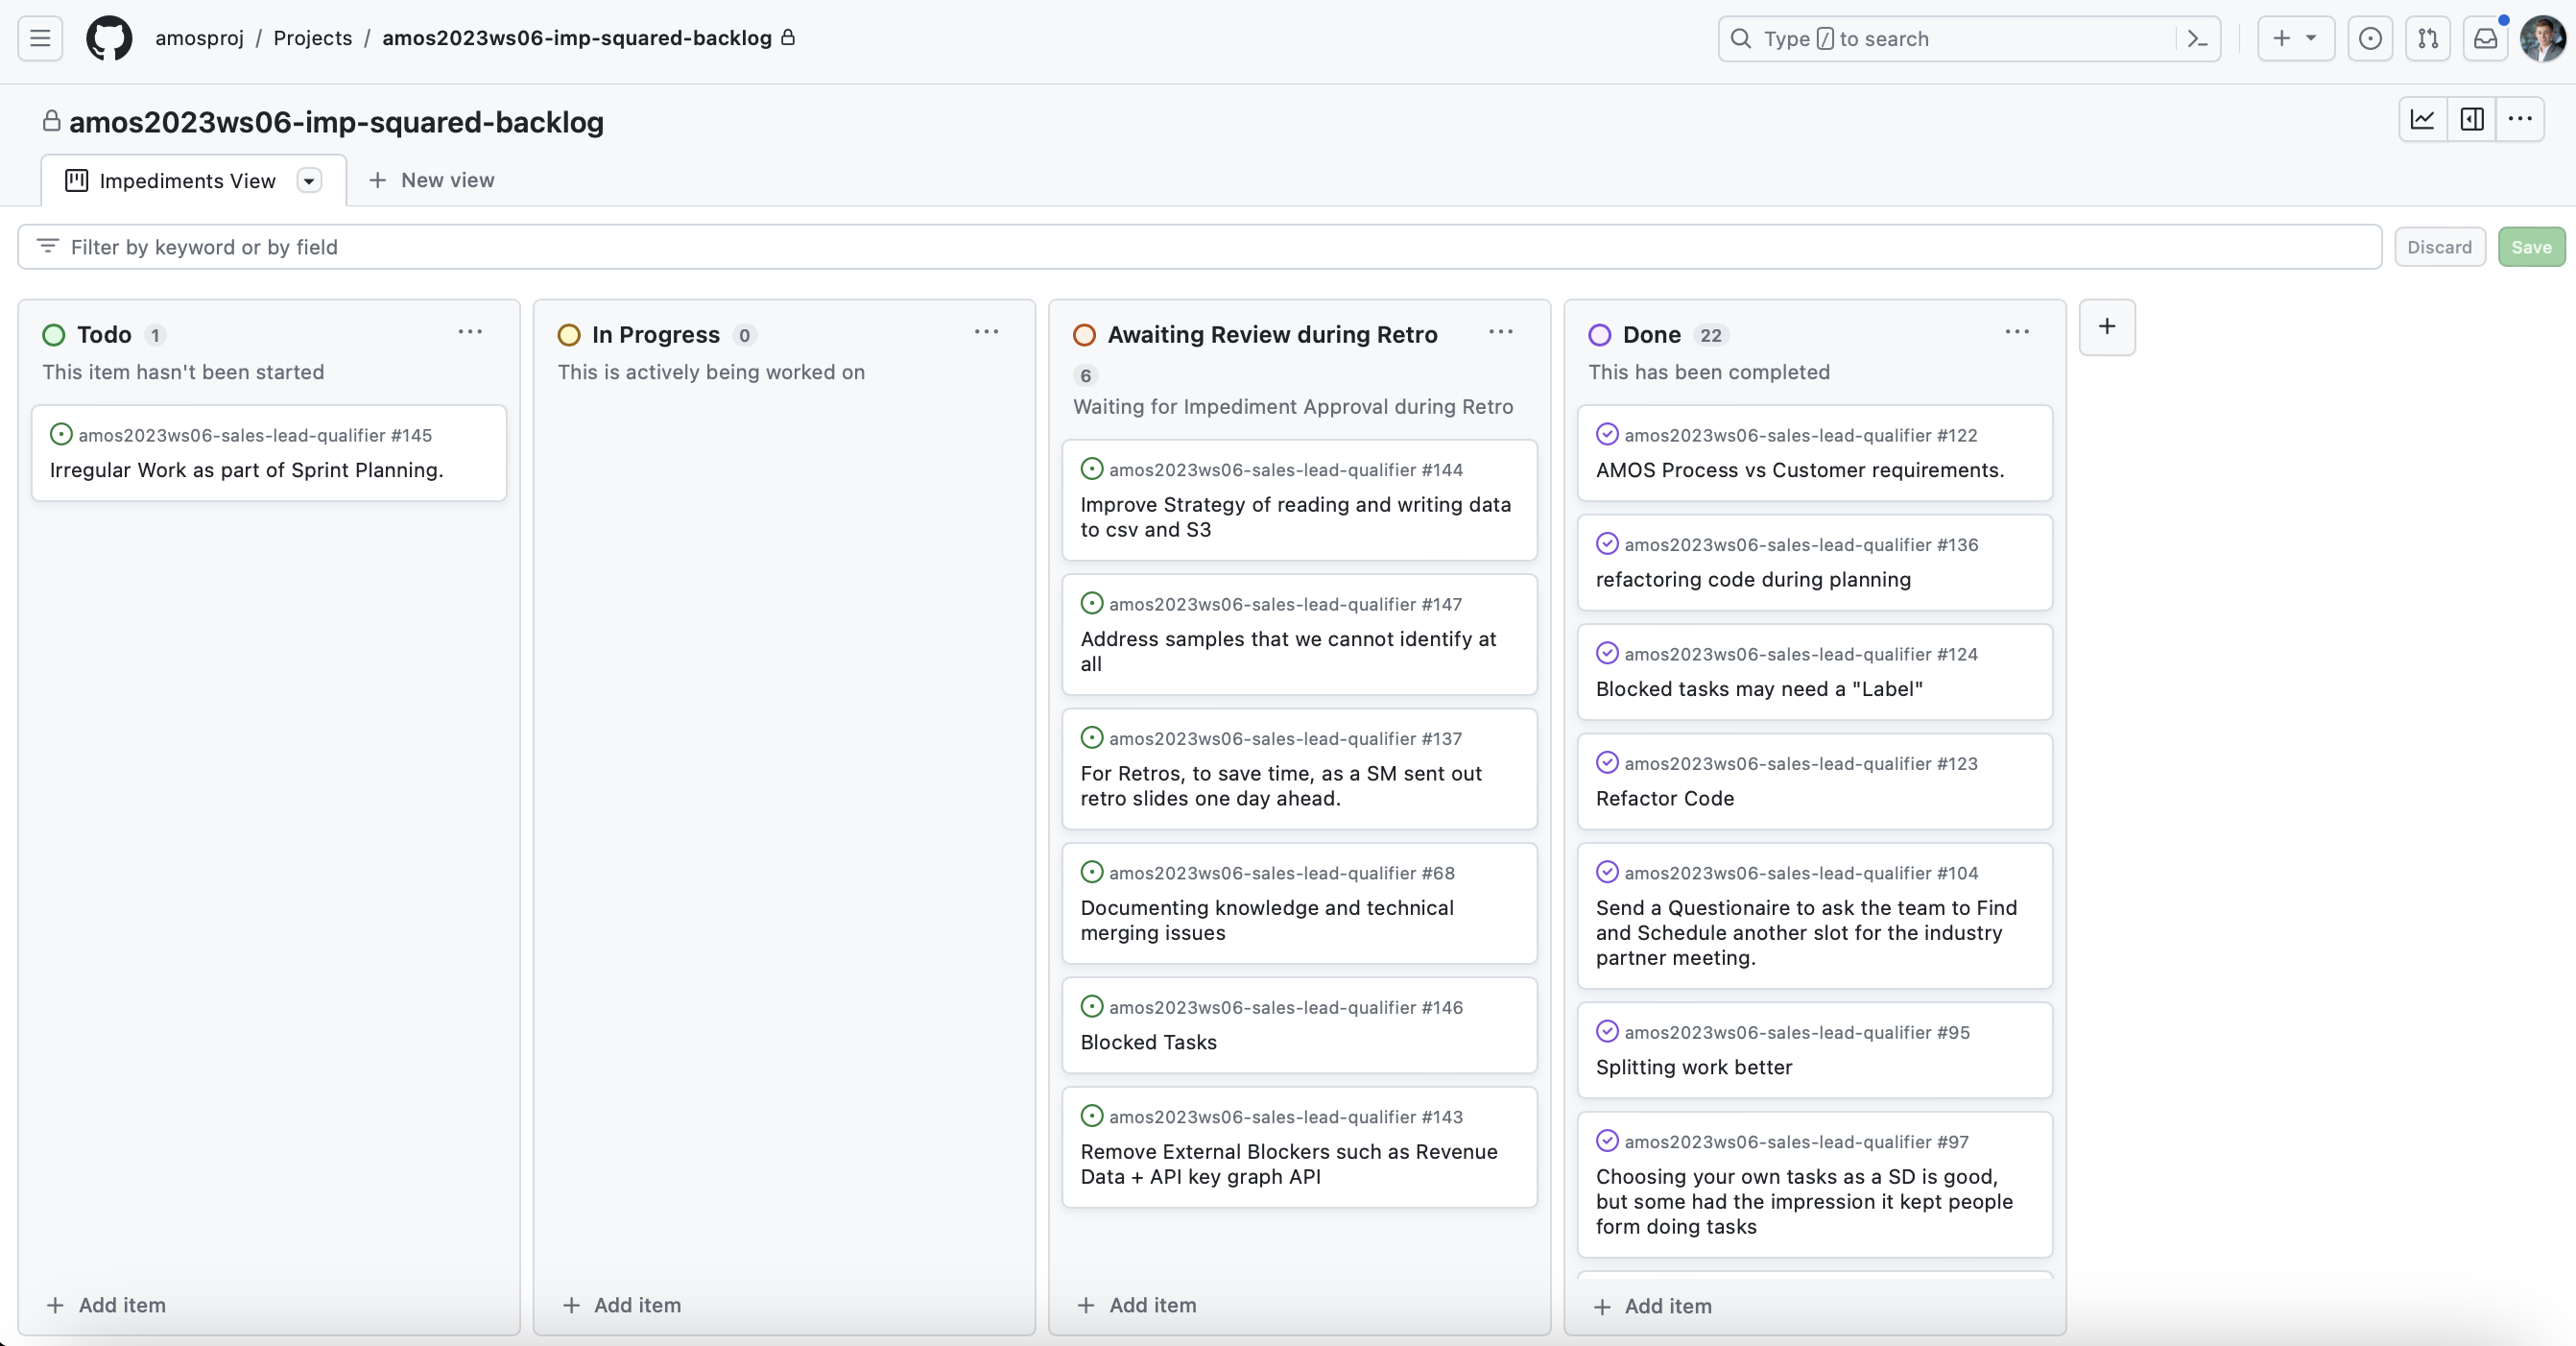 amosproj / Projects / amos2023ws06-imp-squared-backlog
Type / to search
amos2023ws06-imp-squared-backlog
Impediments View
New view
Filter by keyword or by field
Discard
Save
Todo 1
This item hasn't been started
amos2023ws06-sales-lead-qualifier #145
Irregular Work as part of Sprint Planning.
Add item
In Progress 0
This is actively being worked on
Add item
Awaiting Review during Retro
6
Waiting for Impediment Approval during Retro
amos2023ws06-sales-lead-qualifier #144
Improve Strategy of reading and writing data
to csv and S3
amos2023ws06-sales-lead-qualifier #147
Address samples that we cannot identify at
all
amos2023ws06-sales-lead-qualifier #137
For Retros, to save time, as a SM sent out
retro slides one day ahead.
amos2023ws06-sales-lead-qualifier #68
Documenting knowledge and technical
merging issues
amos2023ws06-sales-lead-qualifier #146
Blocked Tasks
amos2023ws06-sales-lead-qualifier #143
Remove External Blockers such as Revenue
Data + API key graph API
Add item
Done 22
This has been completed
amos2023ws06-sales-lead-qualifier #122
AMOS Process vs Customer requirements.
amos2023ws06-sales-lead-qualifier #136
refactoring code during planning
amos2023ws06-sales-lead-qualifier #124
Blocked tasks may need a "Label"
amos2023ws06-sales-lead-qualifier #123
Refactor Code
amos2023ws06-sales-lead-qualifier #104
Send a Questionaire to ask the team to Find
and Schedule another slot for the industry
partner meeting.
amos2023ws06-sales-lead-qualifier #95
Splitting work better
amos2023ws06-sales-lead-qualifier #97
Choosing your own tasks as a SD is good,
but some had the impression it kept people
form doing tasks
Add item